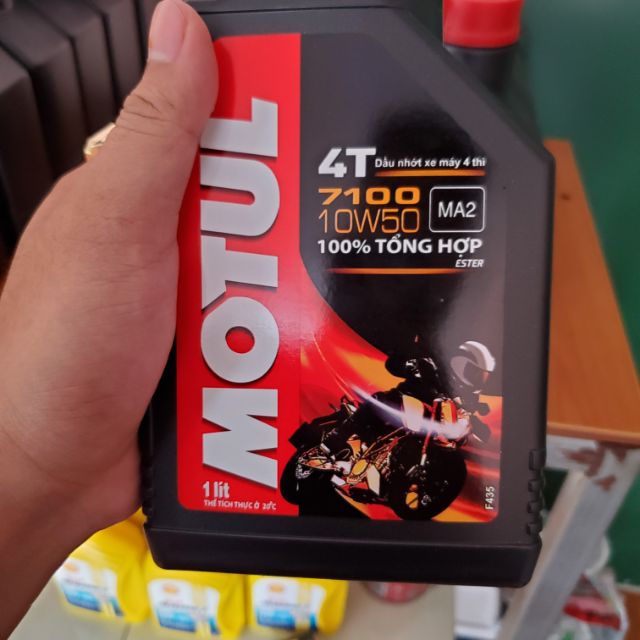 MOTUL
4T Dầu nhớt xe máy 4 thì
7100
10W50 MA2
100% TỔNG HỢP
ESTER
1 lít
THỂ TÍCH THỰC Ở 20°C
F435